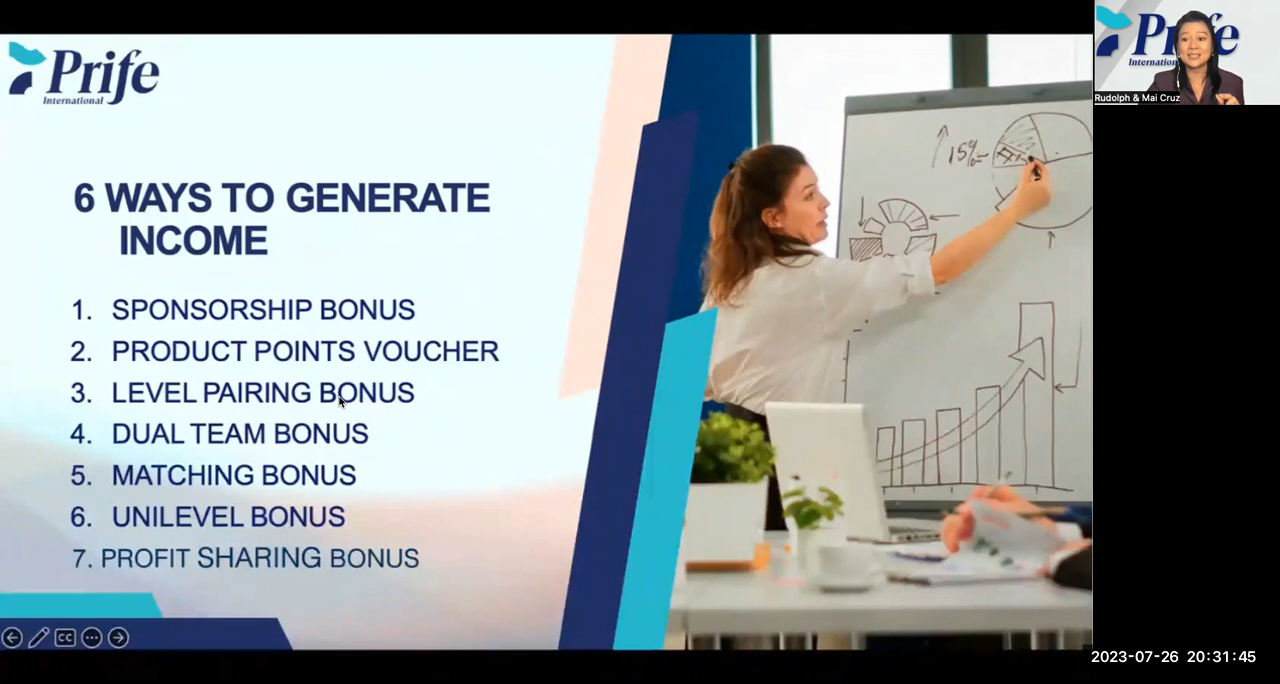 Prife
International
6 WAYS TO GENERATE
INCOME
1. SPONSORSHIP BONUS
2. PRODUCT POINTS VOUCHER
3. LEVEL PAIRING BONUS
4. DUAL TEAM BONUS
5. MATCHING BONUS
6. UNILEVEL BONUS
7. PROFIT SHARING BONUS
15%
CC
Rudolph & Mai Cruz
2023-07-26 20:31:45